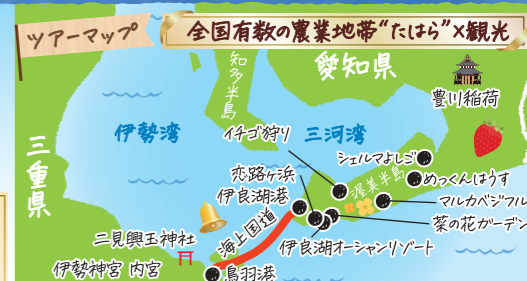 ツアーマップ
全国有数の農業地帯“たはら”×観光
愛知県
知多半島
豊川稲荷
伊勢湾
イチゴ狩り
三河湾
三重県
シェルマよしご
恋路ヶ浜
渥美半島
めっくんはうす
伊良湖港
マルカベジフル
菜の花ガーデン
海上国道
伊良湖オーシャンリゾート
二見興玉神社
伊勢神宮 内宮
鳥羽港